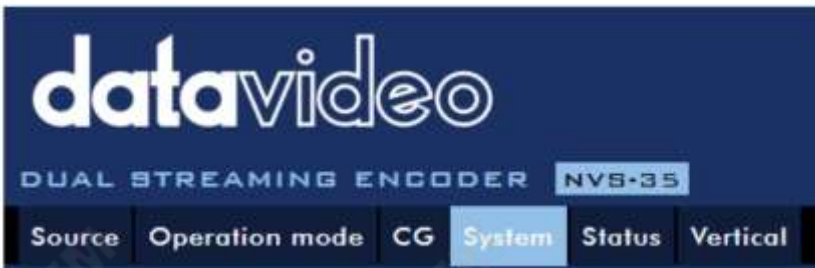 datavideo
DUAL STREAMING ENCODER NVS-35
Source Operation mode CG System Status Vertical